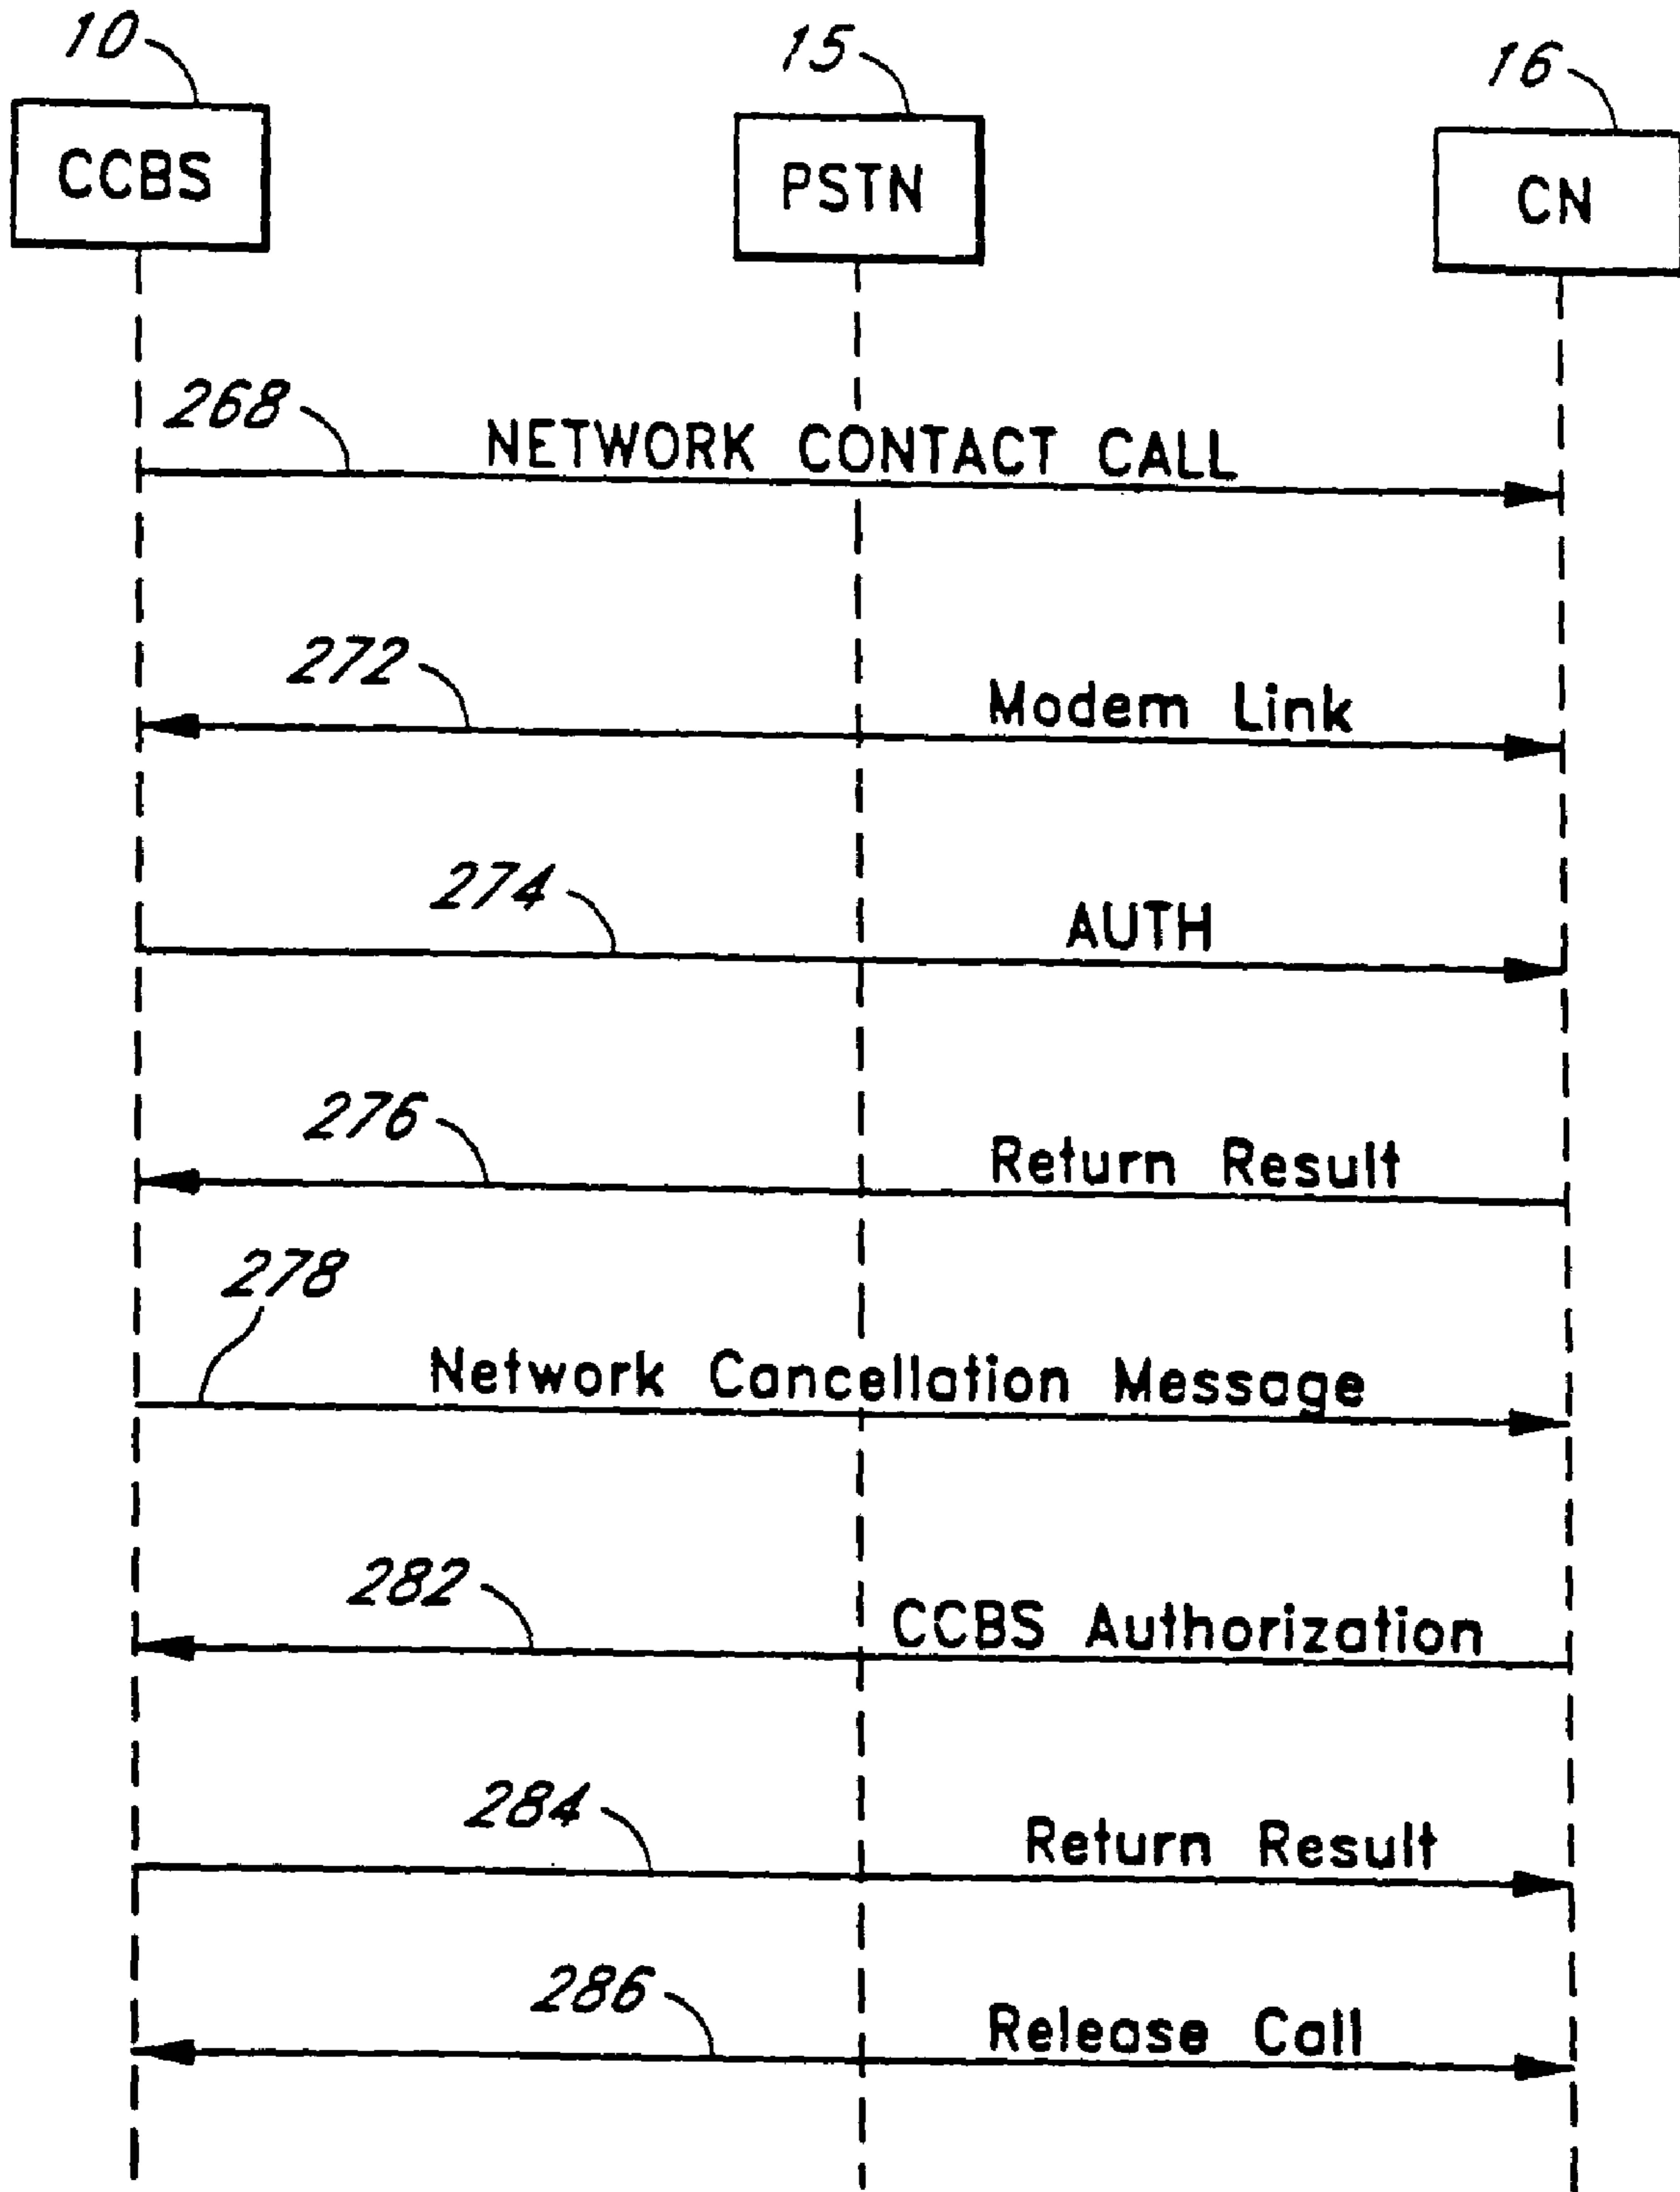 10
15
16
CCBS
PSTN
CN
268
NETWORK CONTACT CALL
272
Modem Link
274
AUTH
276
Return Result
278
Network Cancellation Message
282
CCBS Authorization
284
Return Result
286
Release Call